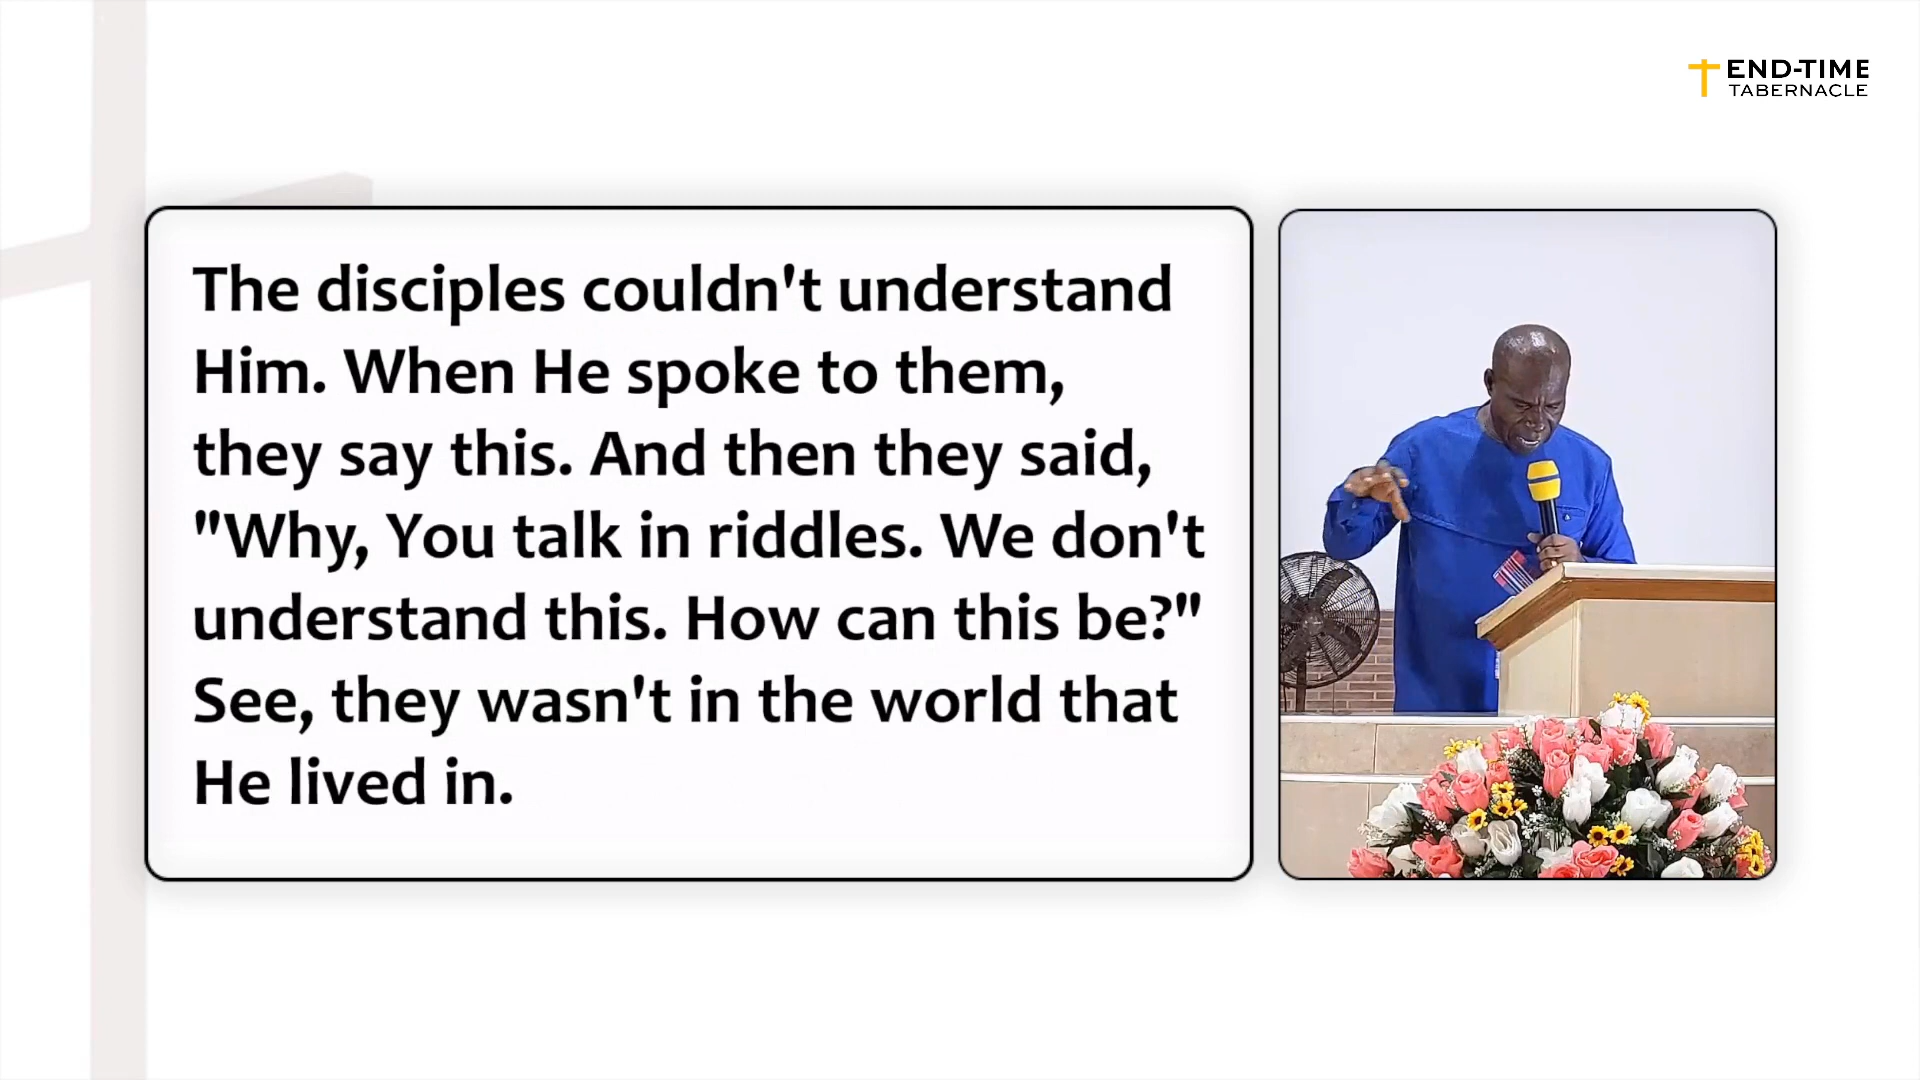 END-TIME
TABERNACLE
The disciples couldn't understand
Him. When He spoke to them,
they say this. And then they said,
"Why, You talk in riddles. We don't
understand this. How can this be?"
See, they wasn't in the world that
He lived in.